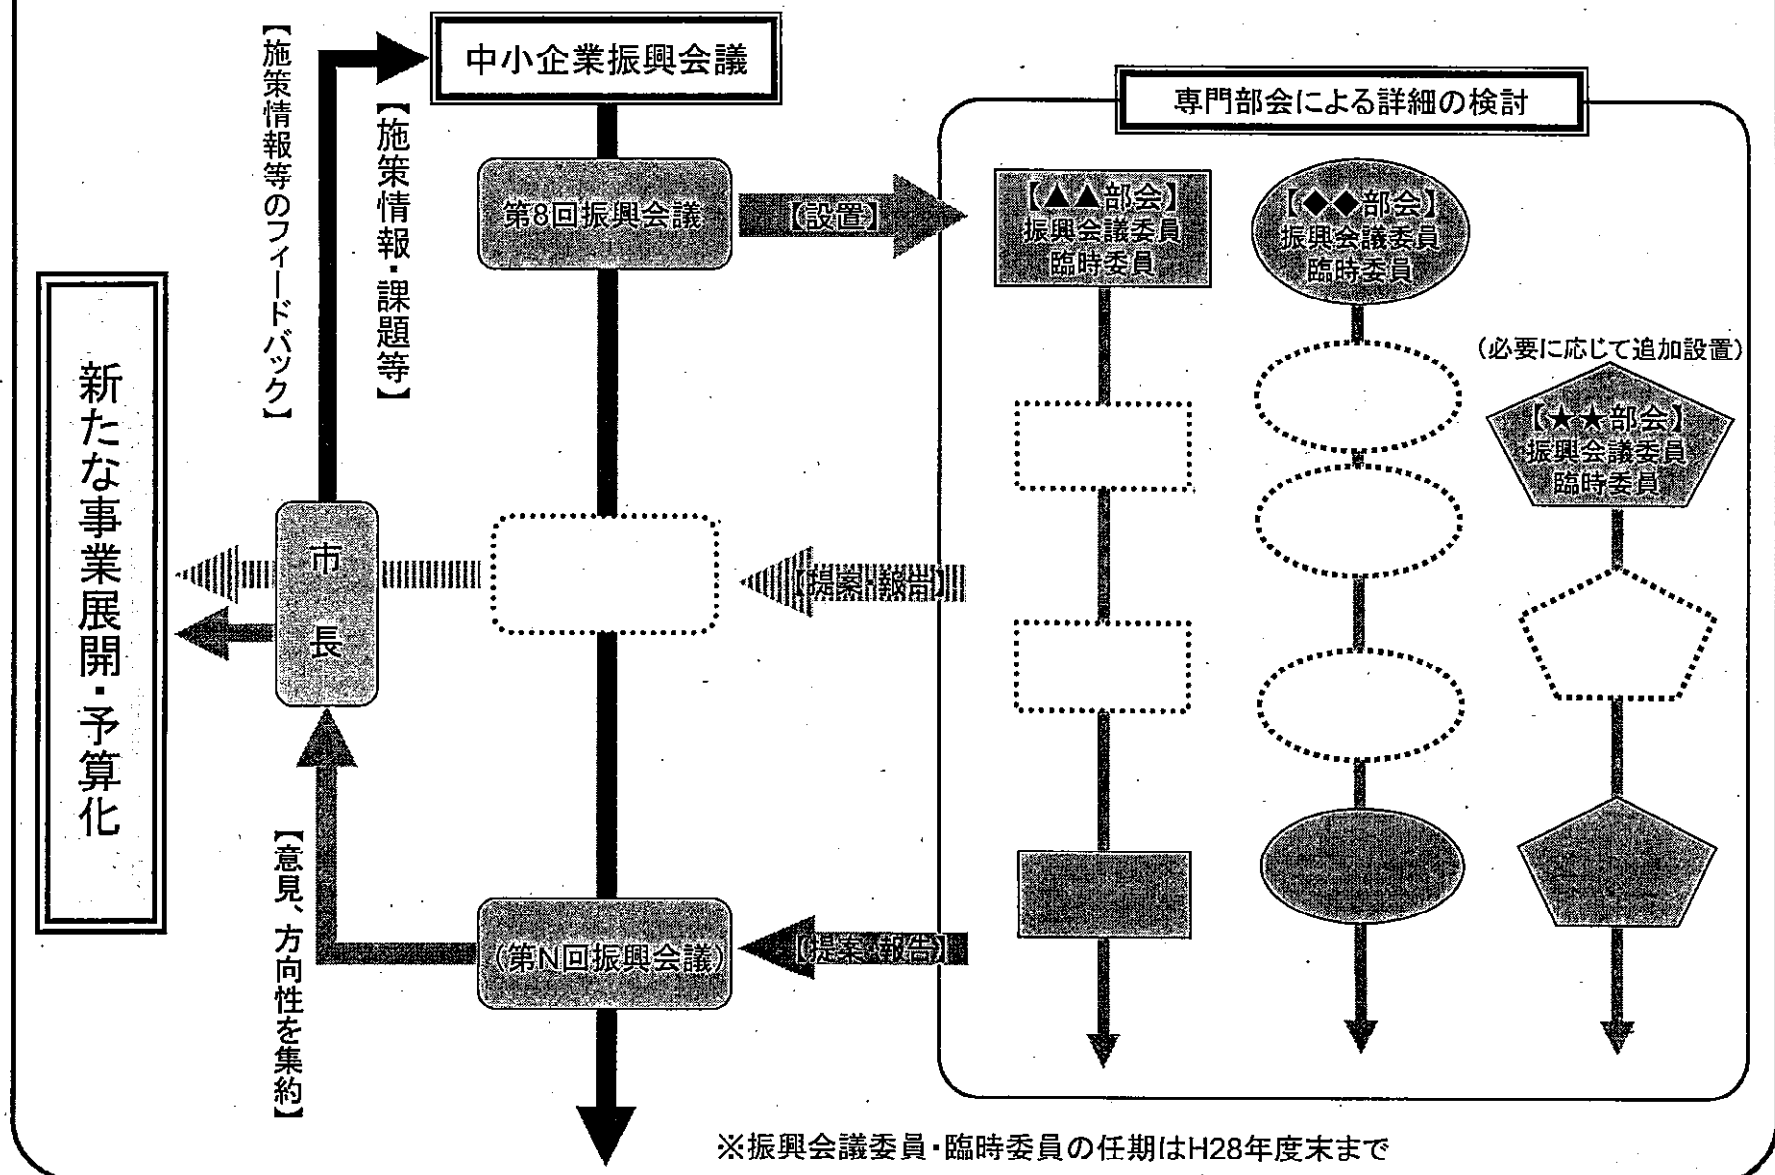 中小企業振興会議
【施策情報等のフィードバック】
【施策情報・課題等】
専門部会による詳細の検討
第8回振興会議
【設置】
【▲▲部会】
振興会議委員
臨時委員
【◆◆部会】
振興会議委員
臨時委員
(必要に応じて追加設置)
【★★部会】
振興会議委員
臨時委員
新たな事業展開・予算化
市長
【提案・報告】
【意見、方向性を集約】
(第N回振興会議)
【提案・報告】
※振興会議委員・臨時委員の任期はH28年度末まで